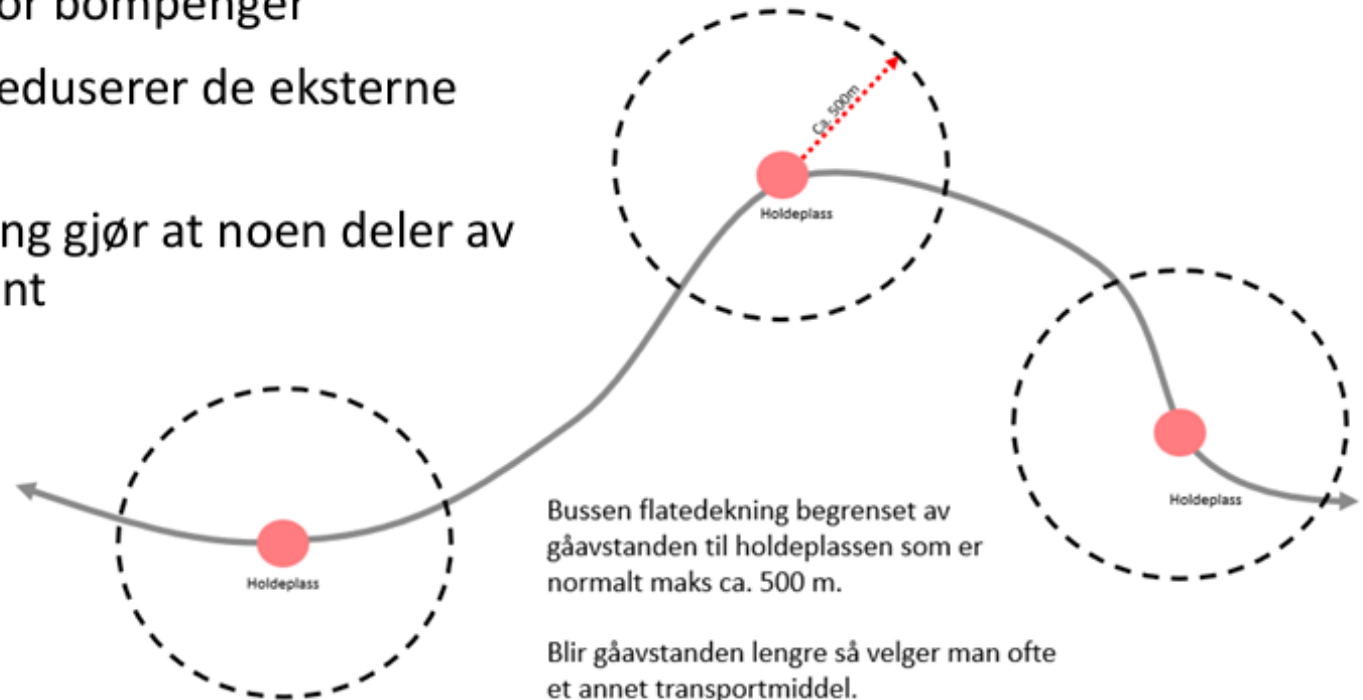 or bompenger
eduserer de eksterne
ng gjør at noen deler av
nt
Ca. 500m
Holdeplass
Holdeplass
Holdeplass
Bussen flatedekning begrenset av
gåavstanden til holdeplassen som er
normalt maks ca. 500 m.
Blir gåavstanden lengre så velger man ofte
et annet transportmiddel.